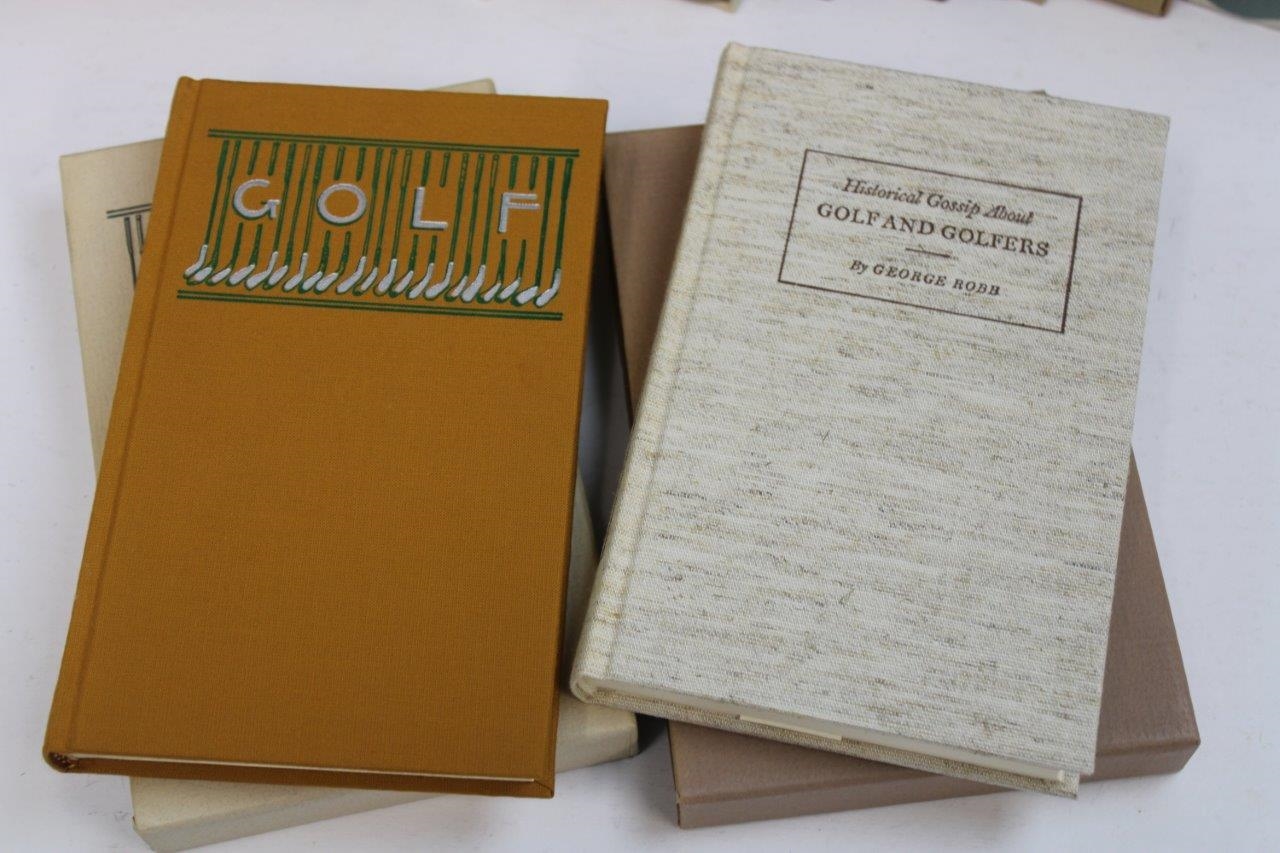 GOLF
Historical Gossip About
GOLF AND GOLFERS
By GEORGE ROBB